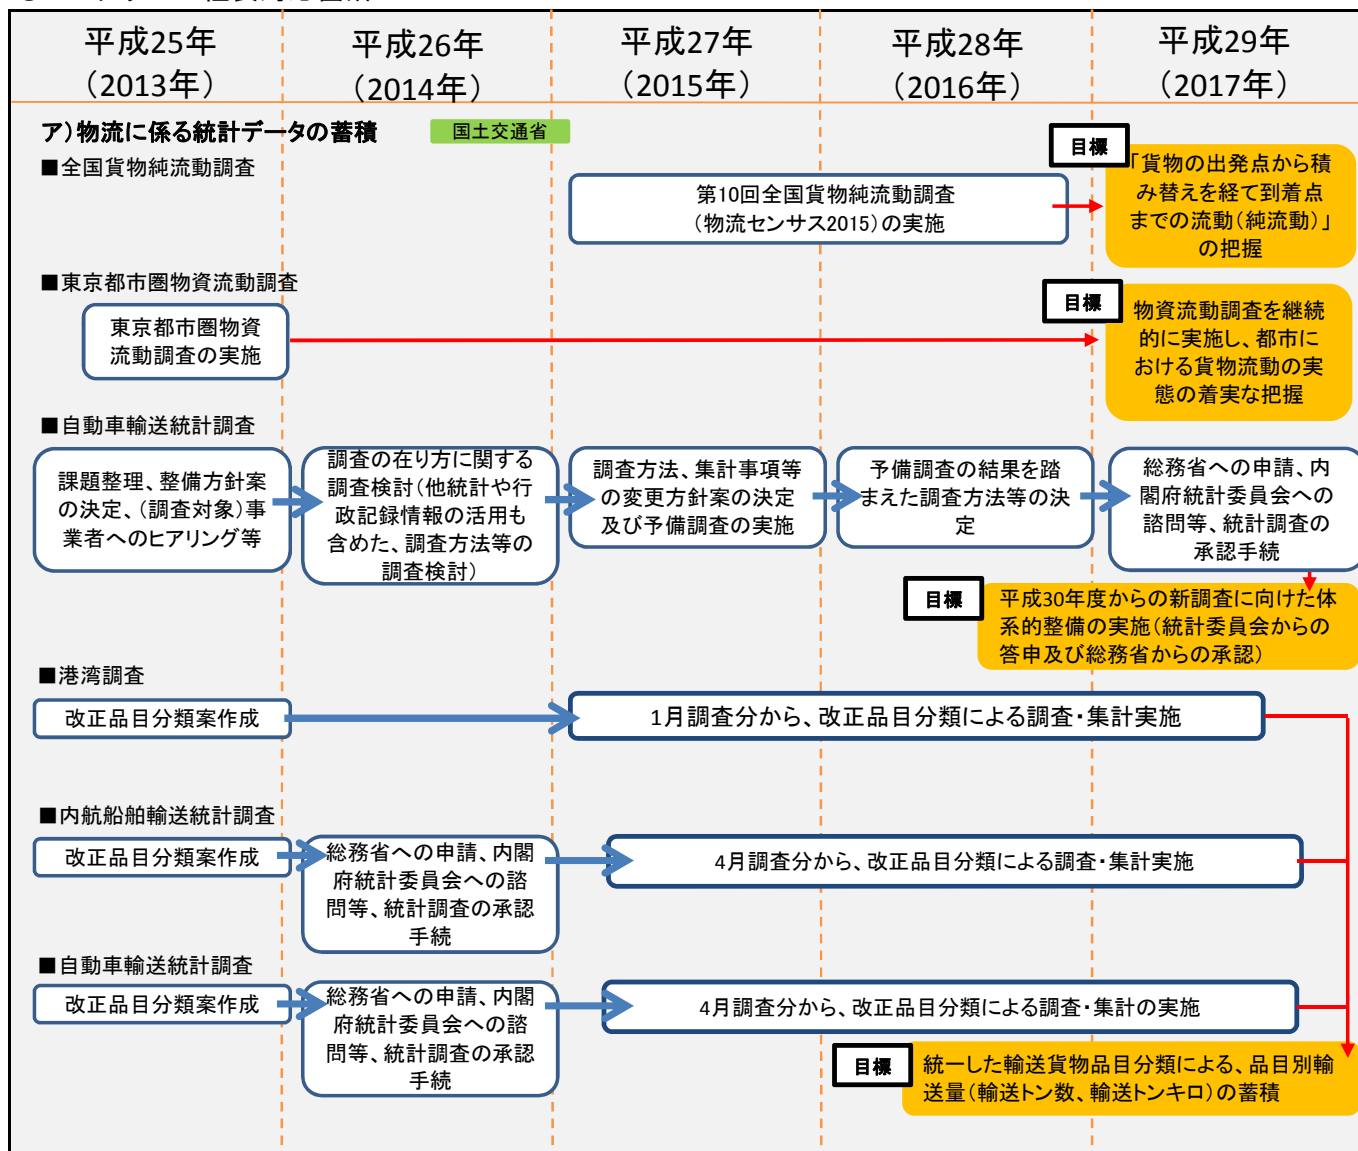 平成25年
（2013年）
平成26年
（2014年）
平成27年
（2015年）
平成28年
（2016年）
平成29年
（2017年）
ア）物流に係る統計データの蓄積
国土交通省
■全国貨物純流動調査
第10回全国貨物純流動調査
（物流センサス2015）の実施
目標
「貨物の出発点から積
み替えを経て到着点
までの流動（純流動）」
の把握
■東京都市圏物資流動調査
東京都市圏物資
流動調査の実施
目標
物資流動調査を継続
的に実施し、都市に
おける貨物流動の実
態の着実な把握
■自動車輸送統計調査
課題整理、整備方針案
の決定、（調査対象）事
業者へのヒアリング等
調査の在り方に関する
調査検討（他統計や行
政記録情報の活用も
含めた、調査方法等の
調査検討）
調査方法、集計事項等
の変更方針案の決定
及び予備調査の実施
予備調査の結果を踏
まえた調査方法等の決
定
総務省への申請、内
閣府統計委員会への
諮問等、統計調査の
承認手続
目標
平成30年度からの新調査に向けた体
系的整備の実施（統計委員会からの
答申及び総務省からの承認）
■港湾調査
改正品目分類案作成
1月調査分から、改正品目分類による調査・集計実施
■内航船舶輸送統計調査
改正品目分類案作成
総務省への申請、内閣
府統計委員会への諮
問等、統計調査の承認
手続
4月調査分から、改正品目分類による調査・集計実施
■自動車輸送統計調査
改正品目分類案作成
総務省への申請、内閣
府統計委員会への諮
問等、統計調査の承認
手続
4月調査分から、改正品目分類による調査・集計の実施
目標
統一した輸送貨物品目分類による、品目別輸
送量（輸送トン数、輸送トンキロ）の蓄積